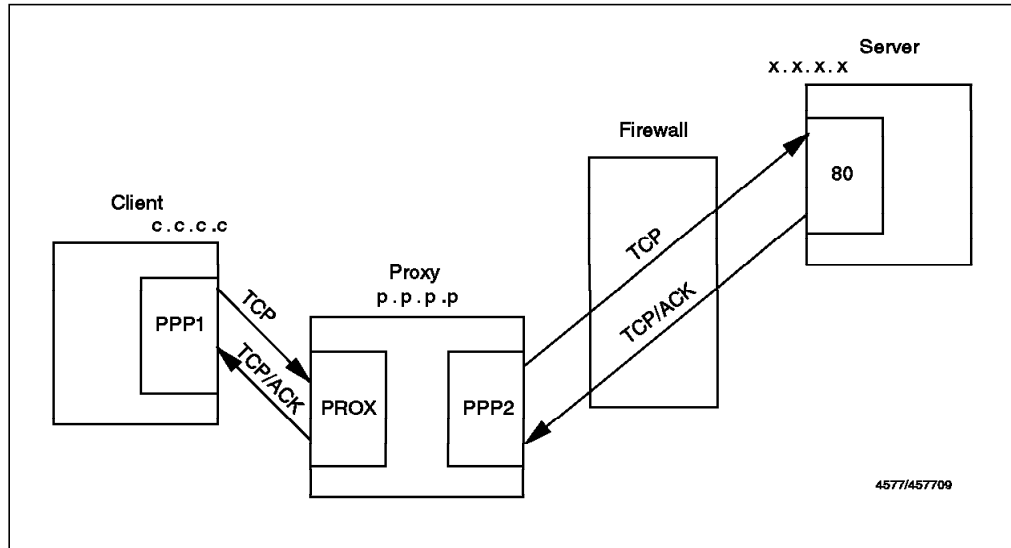 Server
x.x.x.x
Firewall
80
Client
c.c.c.c
TCP
Proxy
p.p.p.p
TCP
TCP/ACK
PPP1
TCP/ACK
PROX
PPP2
4577/457709